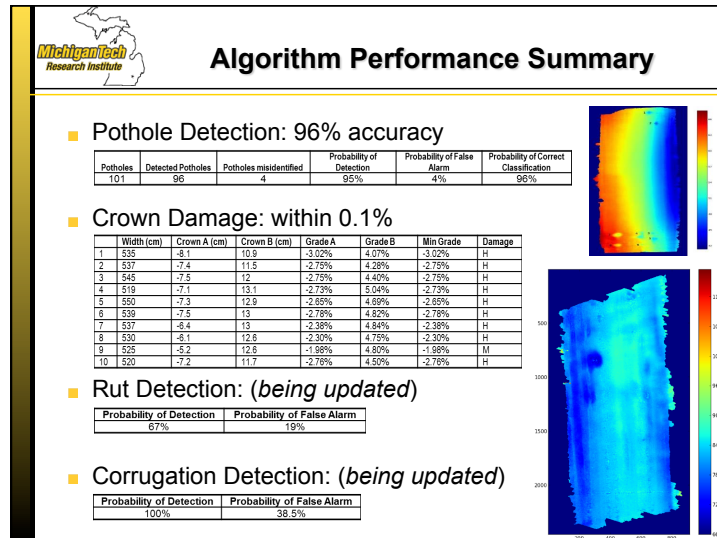 MichiganTech
Research Institute
Algorithm Performance Summary
Pothole Detection: 96% accuracy
Potholes Detected Potholes Potholes misidentified Probability of Detection Probability of False Alarm Probability of Correct Classification
101 96 4 95% 4% 96%
Crown Damage: within 0.1%
Width (cm) Crown A (cm) Crown B (cm) Grade A Grade B Min Grade Damage
1 535 -8.1 10.9 -3.02% 4.07% -3.02% H
2 537 -7.4 11.5 -2.75% 4.28% -2.75% H
3 545 -7.5 12 -2.75% 4.40% -2.75% H
4 519 -7.1 13.1 -2.73% 5.04% -2.73% H
5 550 -7.3 12.9 -2.65% 4.69% -2.65% H
6 539 -7.5 13 -2.78% 4.82% -2.78% H
7 537 -6.4 13 -2.38% 4.84% -2.38% H
8 530 -6.1 12.6 -2.30% 4.75% -2.30% H
9 525 -5.2 12.6 -1.98% 4.80% -1.98% M
10 520 -7.2 11.7 -2.76% 4.50% -2.76% H
Rut Detection: (being updated)
Probability of Detection Probability of False Alarm
67% 19%
Corrugation Detection: (being updated)
Probability of Detection Probability of False Alarm
100% 38.5%
500
1000
1500
2000